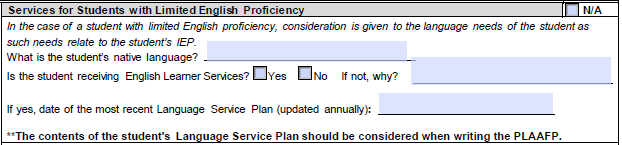 Services for Students with Limited English Proficiency N/A
In the case of a student with limited English proficiency, consideration is given to the language needs of the student as
such needs relate to the student's IEP.
What is the student's native language?
Is the student receiving English Learner Services? Yes No If not, why?
If yes, date of the most recent Language Service Plan (updated annually):
**The contents of the student's Language Service Plan should be considered when writing the PLAAFP.